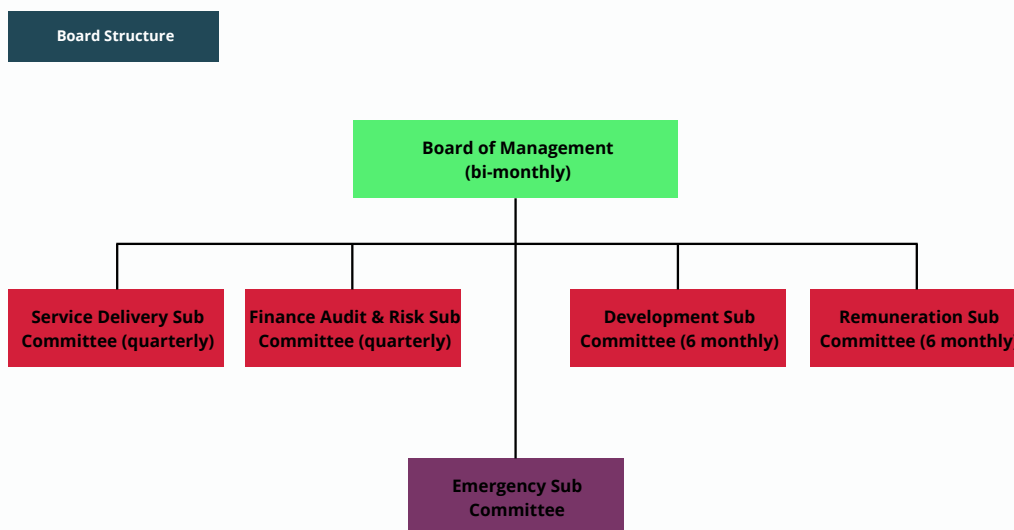 Board Structure
Board of Management
(bi-monthly)
Service Delivery Sub
Committee (quarterly)
Finance Audit & Risk Sub
Committee (quarterly)
Development Sub
Committee (6 monthly)
Remuneration Sub
Committee (6 monthly)
Emergency Sub
Committee